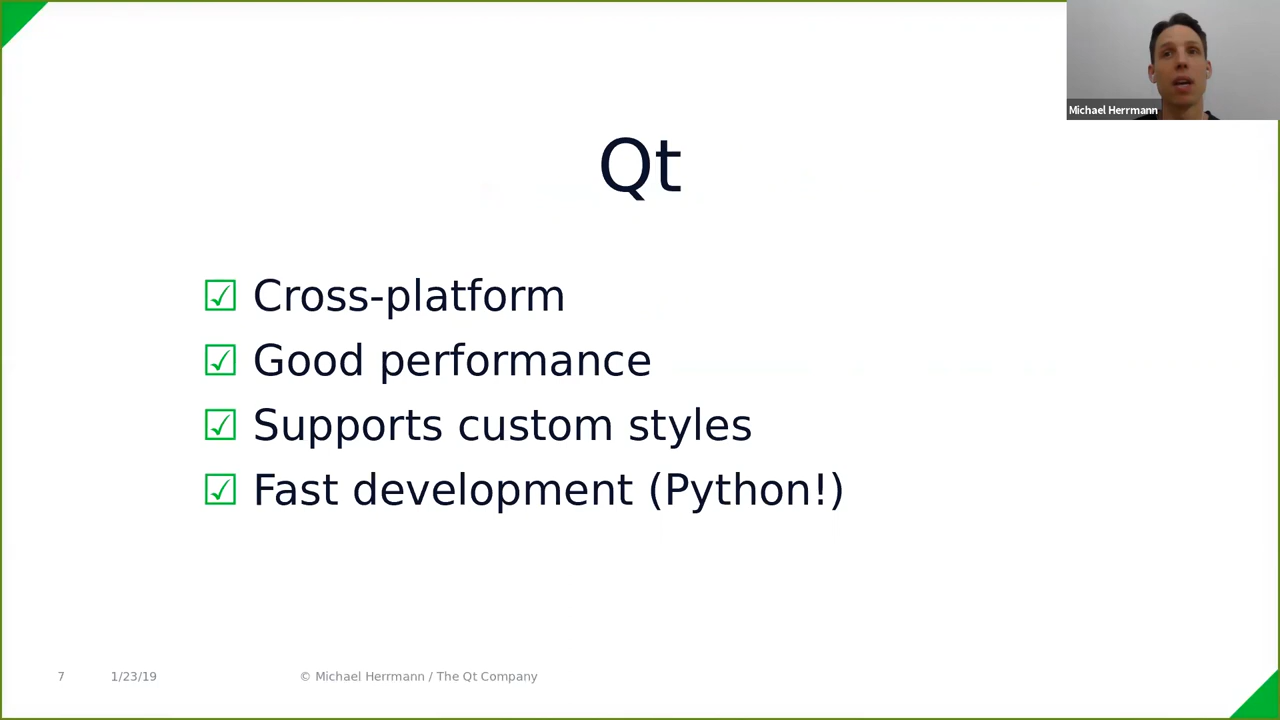 Michael Herrmann
Qt
☑ Cross-platform
☑ Good performance
☑ Supports custom styles
☑ Fast development (Python!)
7 1/23/19 © Michael Herrmann / The Qt Company